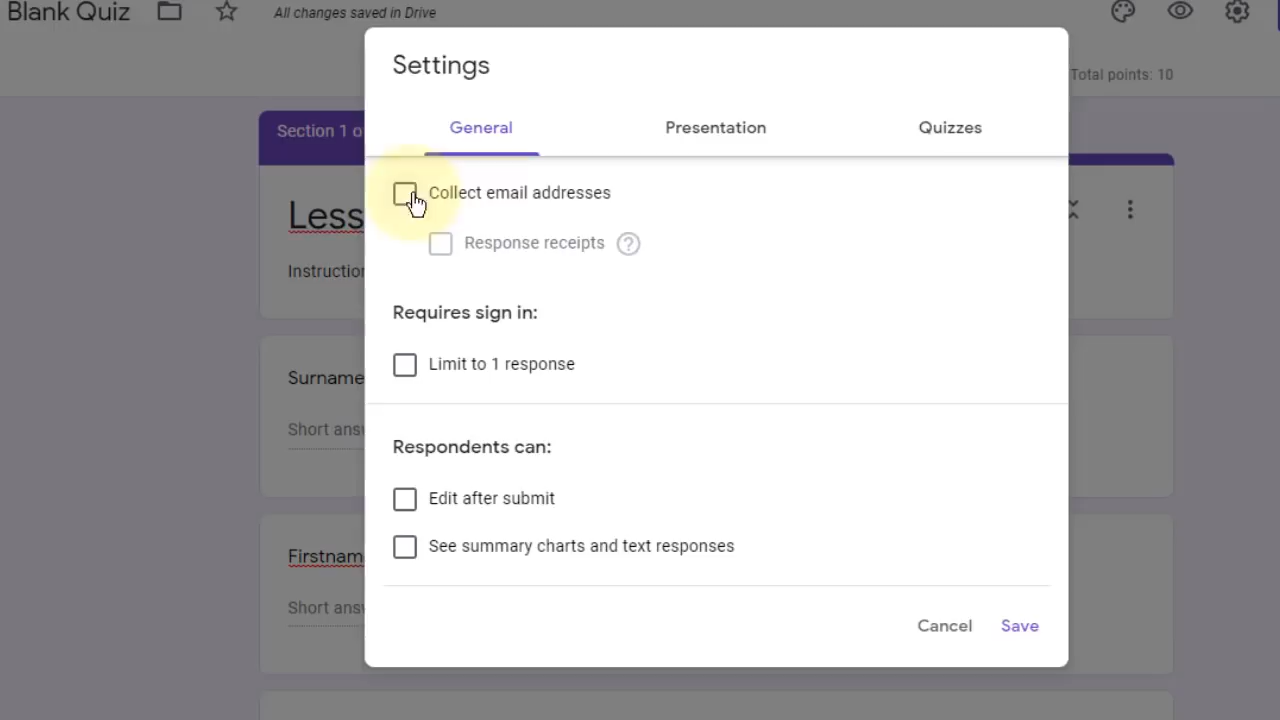 Blank Quiz
All changes saved in Drive
Total points: 10
Settings
General
Presentation
Quizzes
Section 1 o
Collect email addresses
Less
Response receipts ?
Instruction
Requires sign in:
Limit to 1 response
Surname
Short ans
Respondents can:
Edit after submit
See summary charts and text responses
Firstnam
Short ans
Cancel
Save